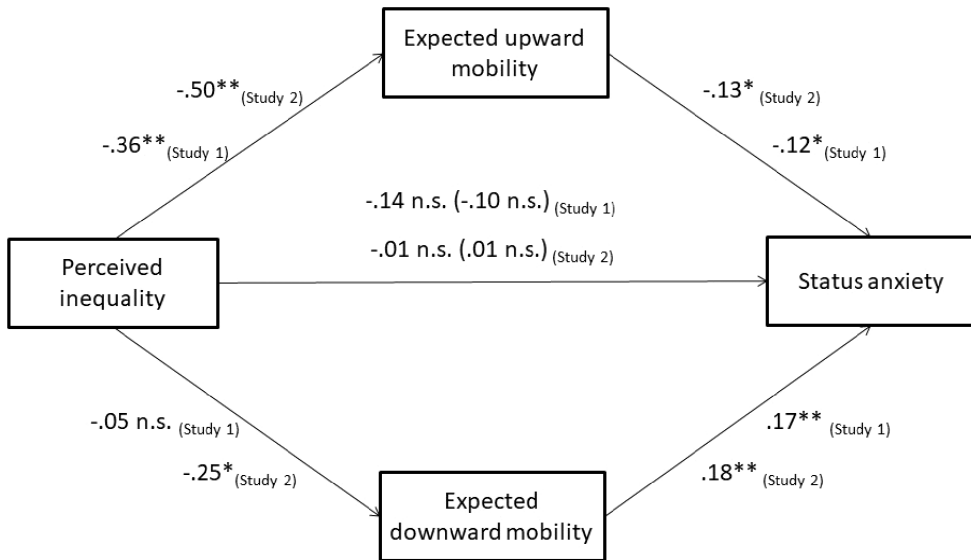 Expected upward
mobility
-.50** (Study 2)
-.13* (Study 2)
-.36** (Study 1)
-.12* (Study 1)
-.14 n.s. (-.10 n.s.) (Study 1)
-.01 n.s. (.01 n.s.) (Study 2)
Perceived
inequality
Status anxiety
-.05 n.s. (Study 1)
.17** (Study 1)
-.25* (Study 2)
.18** (Study 2)
Expected
downward mobility